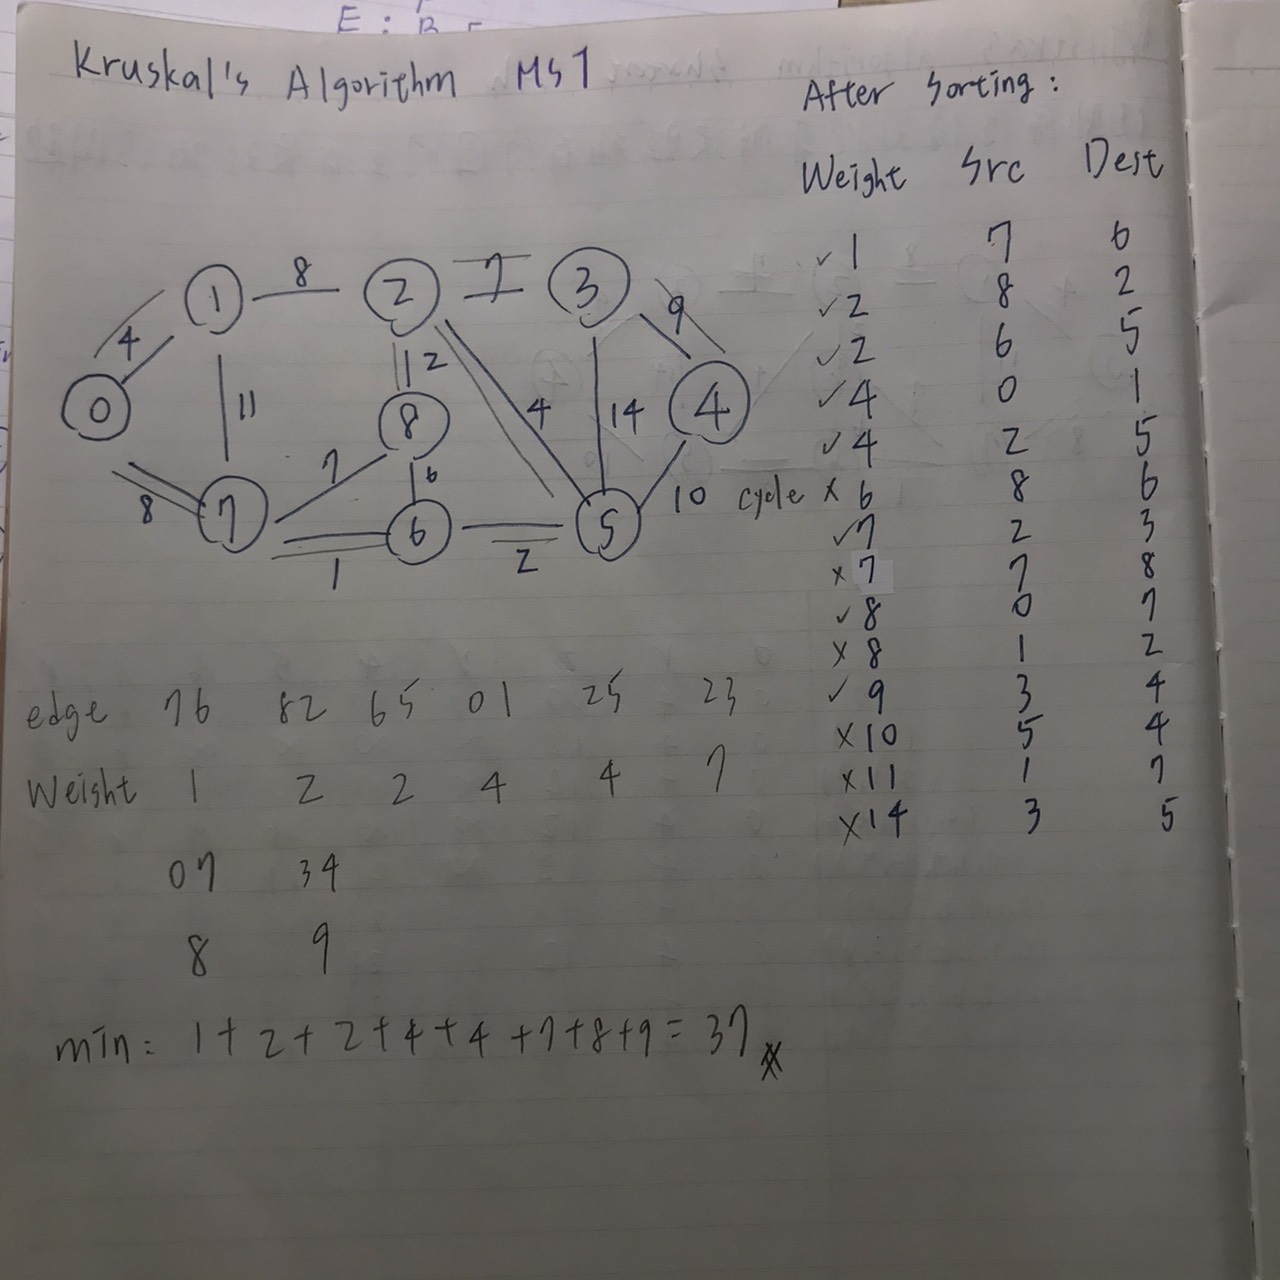 E :
Kruskal's Algorithm MST
After Sorting :
Weight Src Dest
✓ 1 7 6
✓ 2 8 2
✓ 2 6 5
✓ 4 0 1
✓ 4 2 5
cycle × 6 8 6
✓ 7 2 3
× 7 7 8
✓ 8 0 7
× 8 1 2
✓ 9 3 4
× 10 5 4
× 11 1 7
× 14 3 5
1 8 2 7 3
4 9
0 11 12 8 4 14 4
7 6 10
8 7 6 5
1 2
edge 76 82 65 01 25 23
Weight 1 2 2 4 4 7
07 34
8 9
min : 1 + 2 + 2 + 4 + 4 + 7 + 8 + 9 = 37